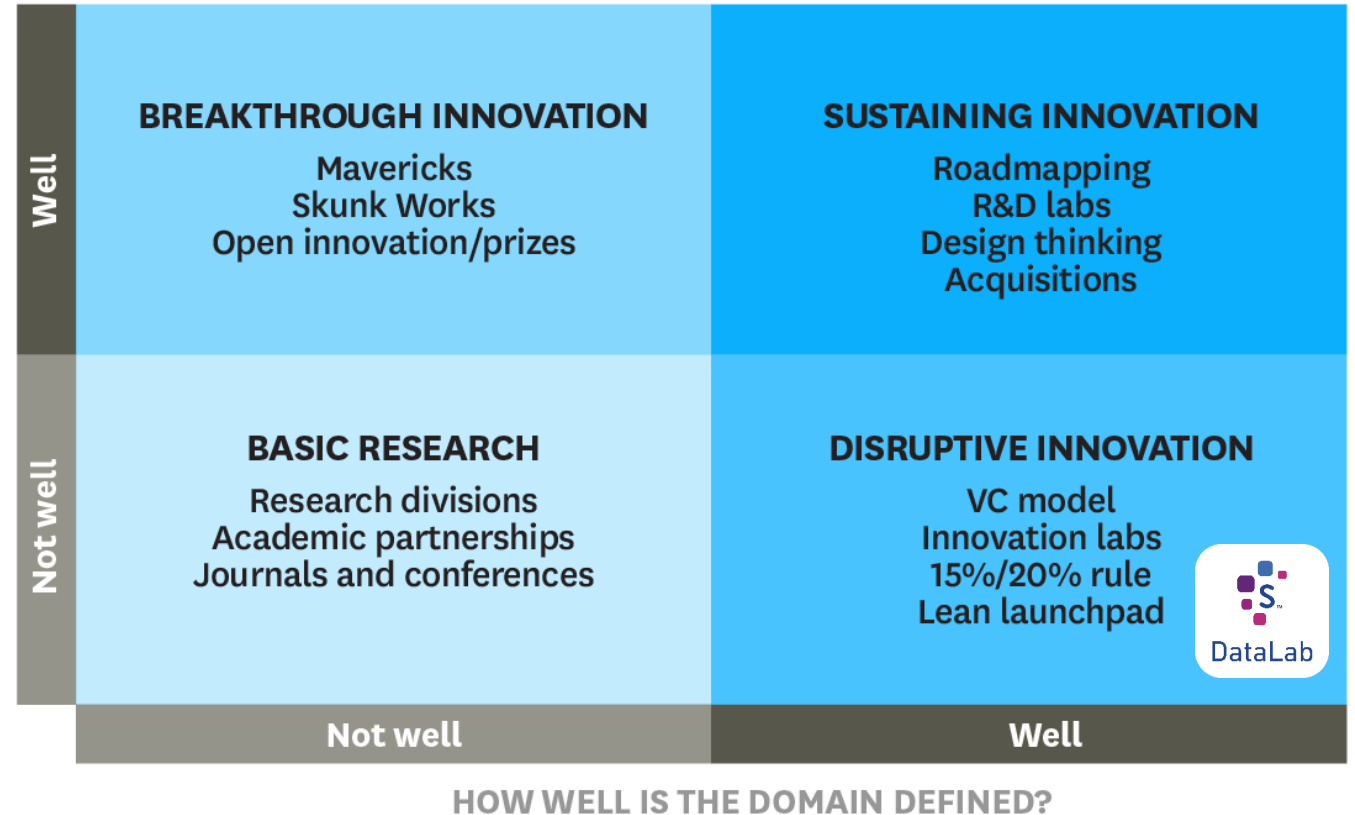 Well
BREAKTHROUGH INNOVATION
Mavericks
Skunk Works
Open innovation/prizes
SUSTAINING INNOVATION
Roadmapping
R&D labs
Design thinking
Acquisitions
Not well
BASIC RESEARCH
Research divisions
Academic partnerships
Journals and conferences
DISRUPTIVE INNOVATION
VC model
Innovation labs
15%/20% rule
Lean launchpad
S™
DataLab
Not well
Well
HOW WELL IS THE DOMAIN DEFINED?